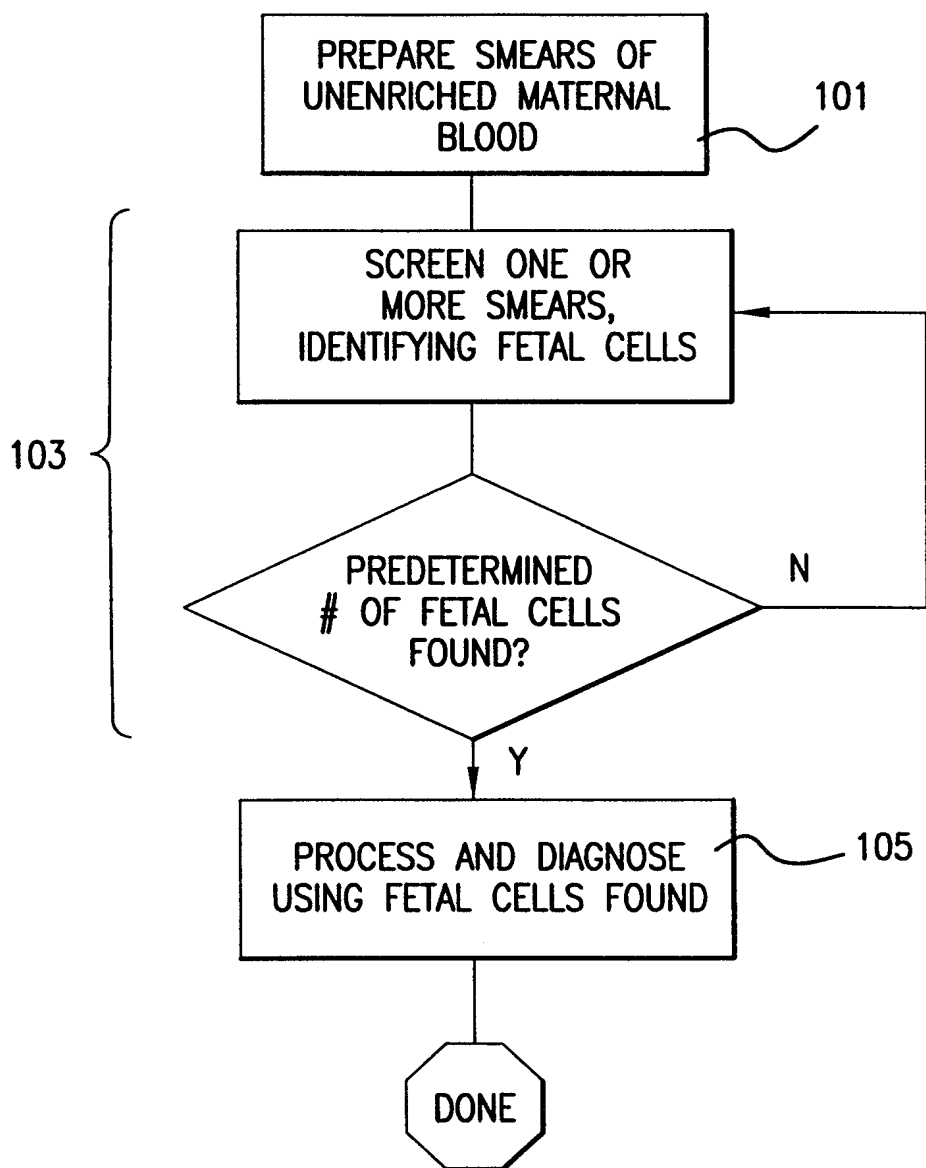 PREPARE SMEARS OF
UNENRICHED MATERNAL
BLOOD
101
SCREEN ONE OR
MORE SMEARS,
IDENTIFYING FETAL CELLS
103
PREDETERMINED
# OF FETAL CELLS
FOUND?
N
Y
PROCESS AND DIAGNOSE
USING FETAL CELLS FOUND
105
DONE